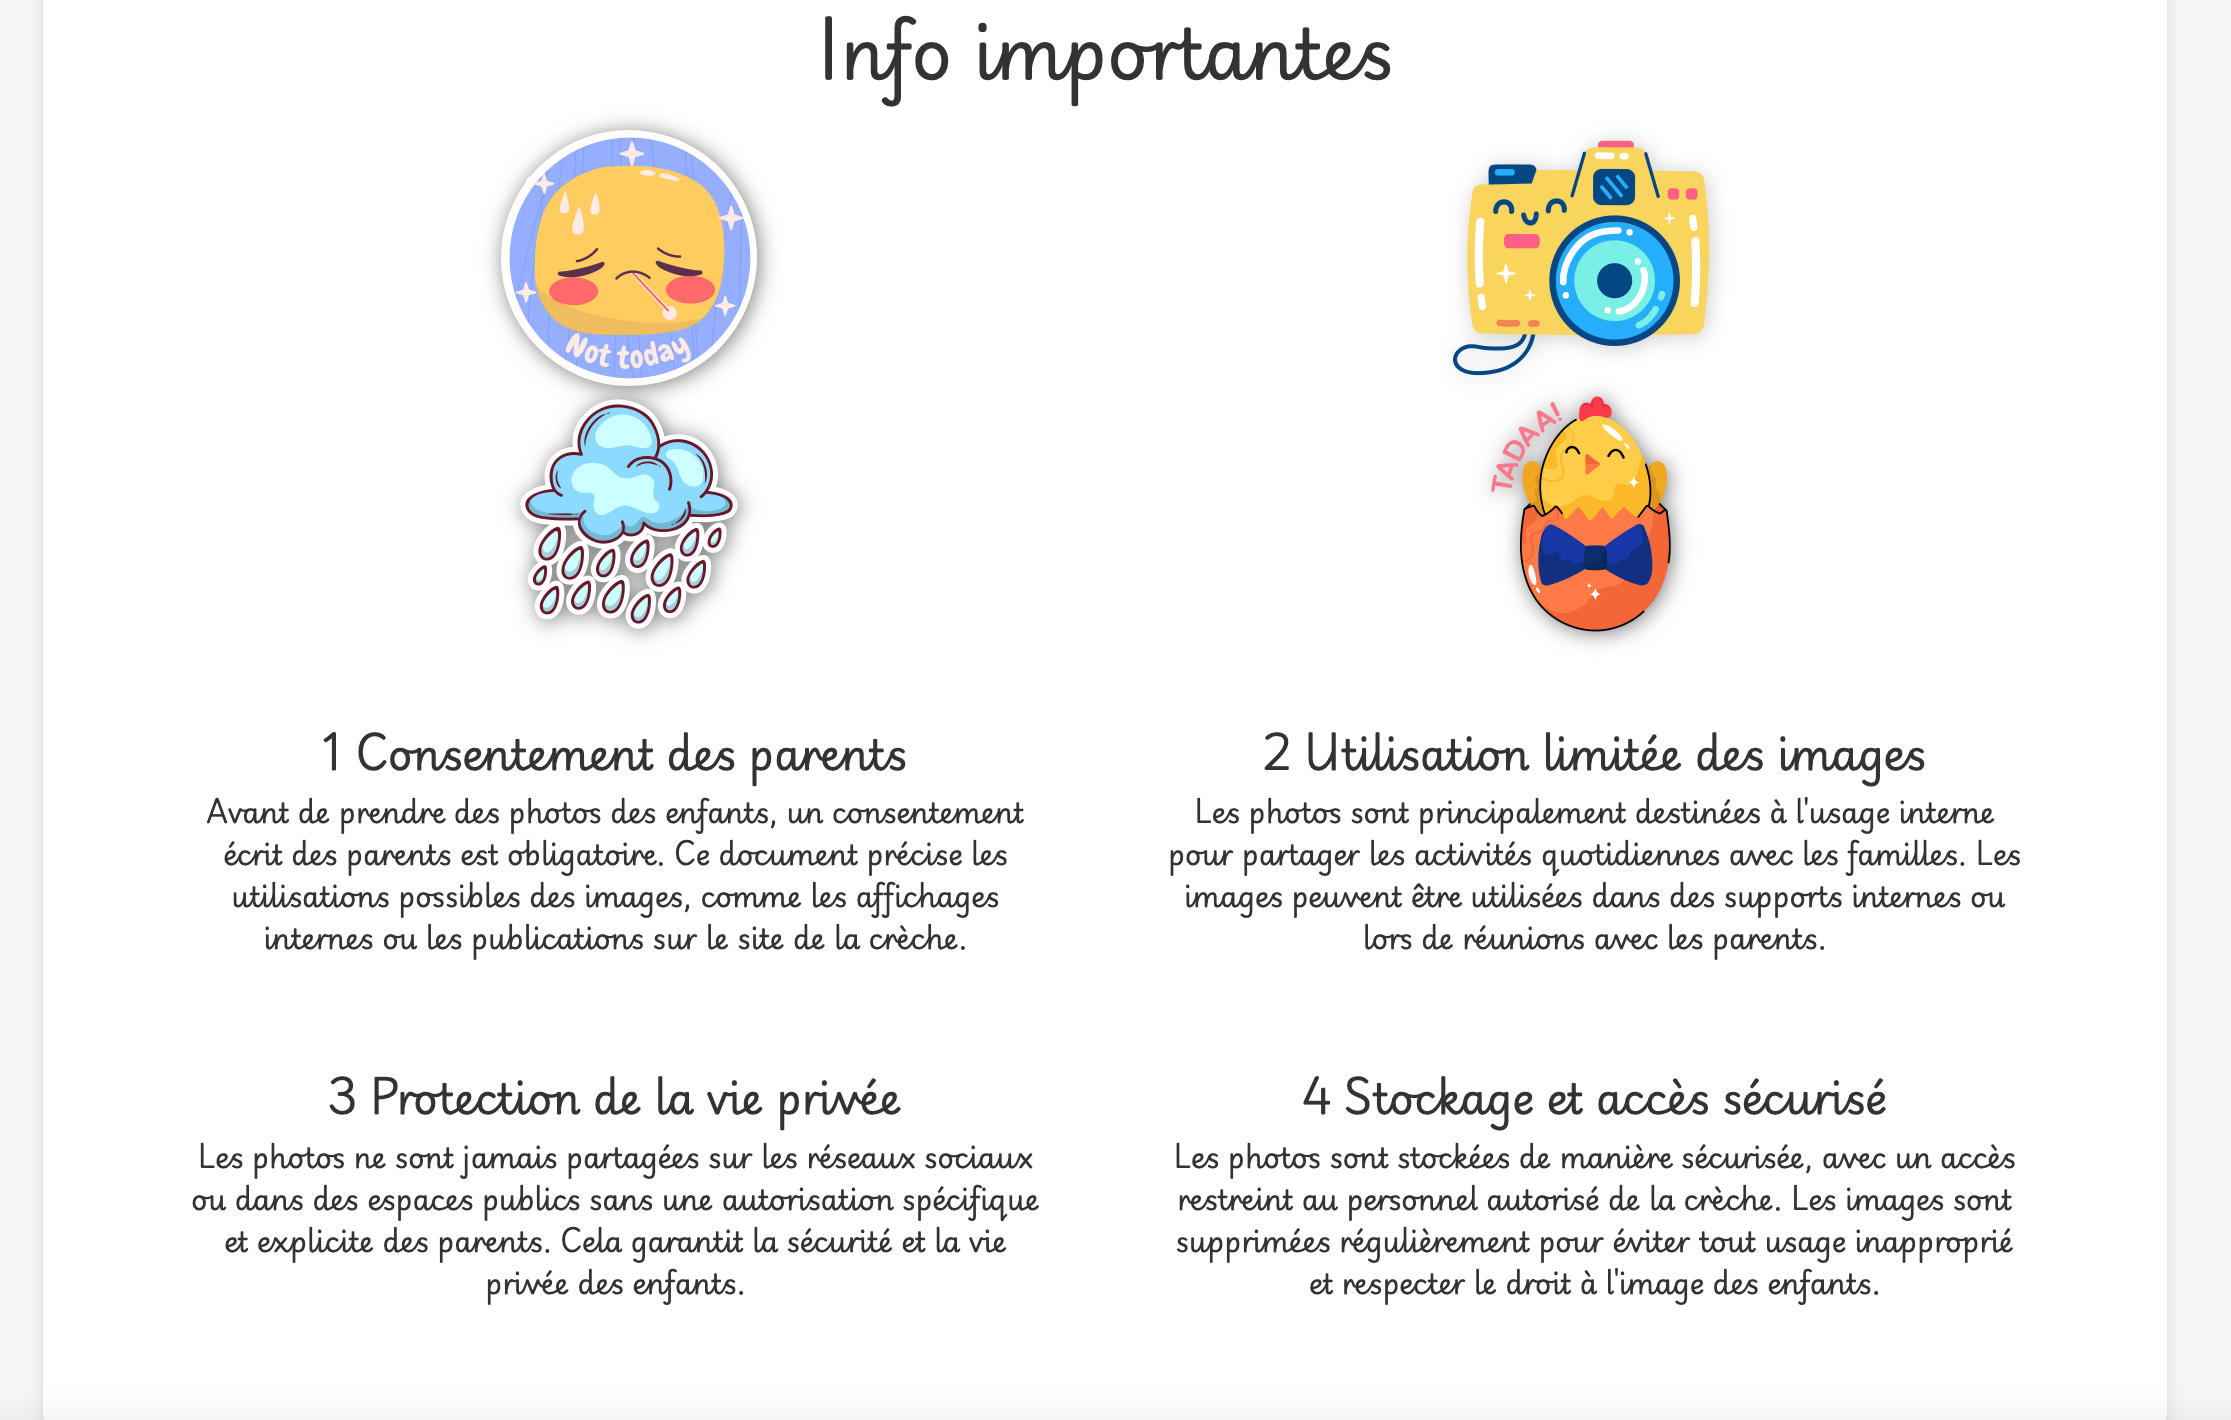 Info importantes
Not today
TADAA!
1 Consentement des parents
Avant de prendre des photos des enfants, un consentement
écrit des parents est obligatoire. Ce document précise les
utilisations possibles des images, comme les affichages
internes ou les publications sur le site de la crèche.
2 Utilisation limitée des images
Les photos sont principalement destinées à l'usage interne
pour partager les activités quotidiennes avec les familles. Les
images peuvent être utilisées dans des supports internes ou
lors de réunions avec les parents.
3 Protection de la vie privée
Les photos ne sont jamais partagées sur les réseaux sociaux
ou dans des espaces publics sans une autorisation spécifique
et explicite des parents. Cela garantit la sécurité et la vie
privée des enfants.
4 Stockage et accès sécurisé
Les photos sont stockées de manière sécurisée, avec un accès
restreint au personnel autorisé de la crèche. Les images sont
supprimées régulièrement pour éviter tout usage inapproprié
et respecter le droit à l'image des enfants.